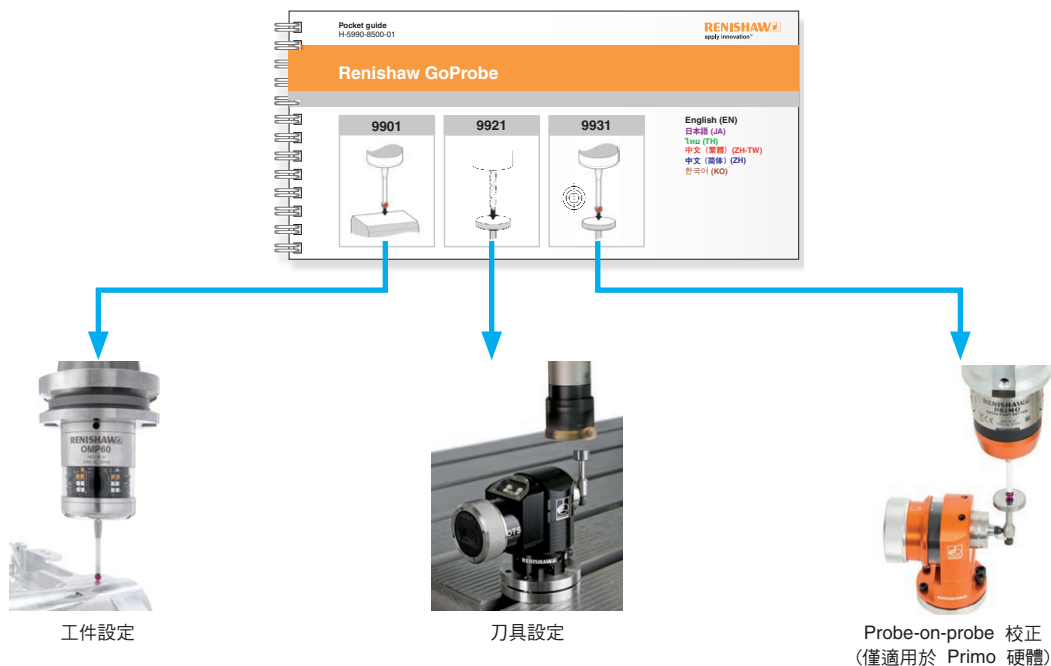 Pocket guide
H-5990-8500-01
RENISHAW
apply innovation™
Renishaw GoProbe
9901
9921
9931
English (EN)
日本語 (JA)
ไทย (TH)
中文（繁體）(ZH-TW)
中文（简体）(ZH)
한국어 (KO)
RENISHAW
OMP60
OTS
RENISHAW
RENISHAW
PRIMO
工件設定
刀具設定
Probe-on-probe 校正
（僅適用於 Primo 硬體）